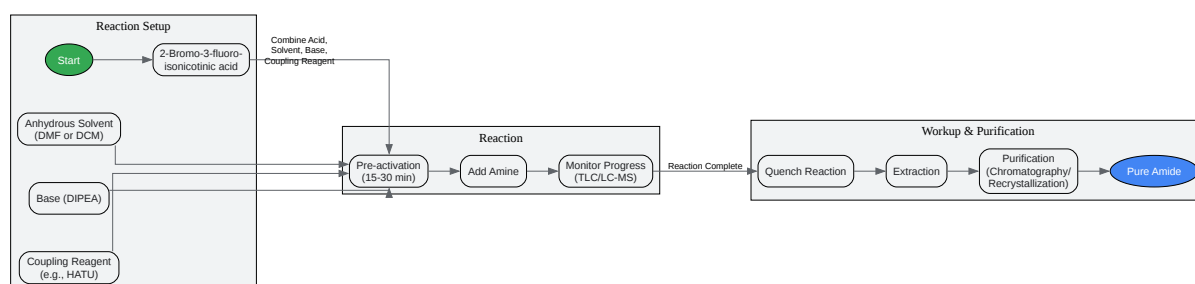 Reaction Setup
Start
2-Bromo-3-fluoro-
isonicotinic acid
Combine Acid,
Solvent, Base,
Coupling Reagent
Anhydrous Solvent
(DMF or DCM)
Base (DIPEA)
Coupling Reagent
(e.g., HATU)
Reaction
Pre-activation
(15-30 min)
Add Amine
Monitor Progress
(TLC/LC-MS)
Reaction Complete
Workup & Purification
Quench Reaction
Extraction
Purification
(Chromatography/
Recrystallization)
Pure Amide